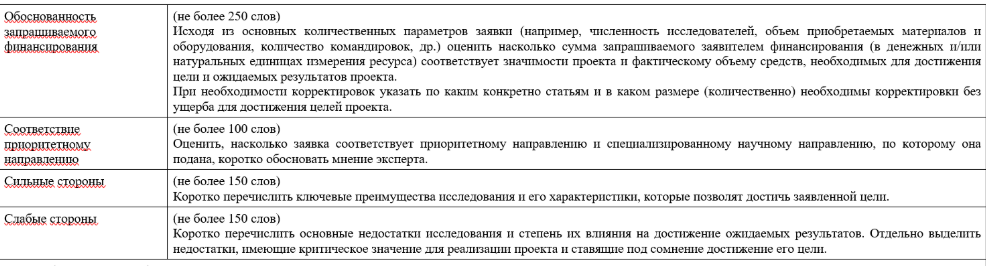 Обоснованность
запрашиваемого
финансирования
(не более 250 слов)
Исходя из основных количественных параметров заявки (например, численность исследователей, объем приобретаемых материалов и
оборудования, количество командировок, др.) оценить насколько сумма запрашиваемого заявителем финансирования (в денежных и/или
натуральных единицах измерения ресурса) соответствует значимости проекта и фактическому объему средств, необходимых для достижения
цели и ожидаемых результатов проекта.
При необходимости корректировок указать по каким конкретно статьям и в каком размере (количественно) необходимы корректировки без
ущерба для достижения целей проекта.
Соответствие
приоритетному
направлению
(не более 100 слов)
Оценить, насколько заявка соответствует приоритетному направлению и специализированному научному направлению, по которому она
подана, коротко обосновать мнение эксперта.
Сильные стороны
(не более 150 слов)
Коротко перечислить ключевые преимущества исследования и его характеристики, которые позволят достичь заявленной цели.
Слабые стороны
(не более 150 слов)
Коротко перечислить основные недостатки исследования и степень их влияния на достижение ожидаемых результатов. Отдельно выделить
недостатки, имеющие критическое значение для реализации проекта и ставящие под сомнение достижение его цели.